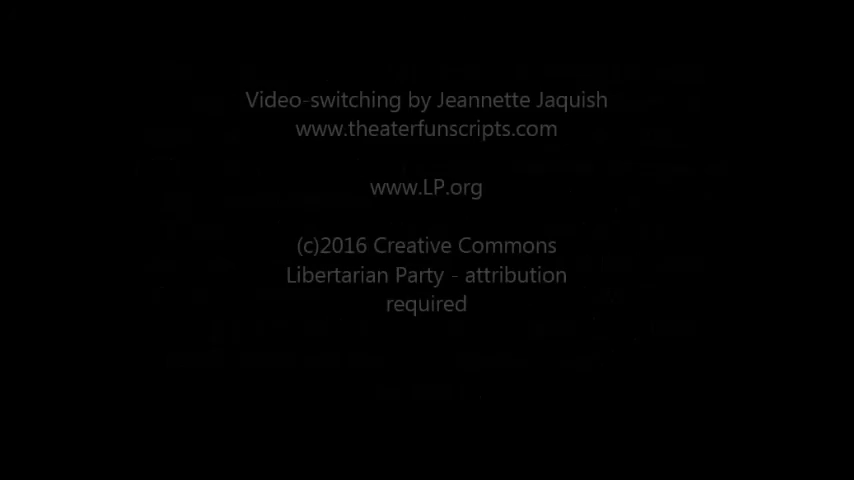 Video-switching by Jeannette Jaquish
www.theaterfunscripts.com
www.LP.org
(c)2016 Creative Commons
Libertarian Party - attribution
required